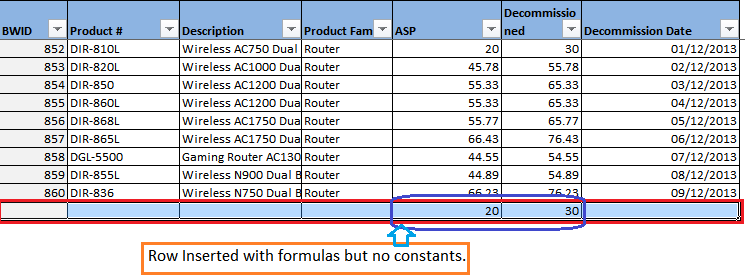 BWID Product # Description Product Fam ASP Decommissio ned Decommission Date
852 DIR-810L Wireless AC750 Dual Router 20 30 01/12/2013
853 DIR-820L Wireless AC1000 Dua Router 45.78 55.78 02/12/2013
854 DIR-850 Wireless AC1200 Dua Router 55.33 65.33 03/12/2013
855 DIR-860L Wireless AC1200 Dua Router 55.33 65.33 04/12/2013
856 DIR-868L Wireless AC1750 Dua Router 55.77 65.77 05/12/2013
857 DIR-865L Wireless AC1750 Dua Router 66.43 76.43 06/12/2013
858 DGL-5500 Gaming Router AC130 Router 44.55 54.55 07/12/2013
859 DIR-855L Wireless N900 Dual B Router 44.89 54.89 08/12/2013
860 DIR-836 Wireless N750 Dual B Router 66.23 76.23 09/12/2013
20 30
Row Inserted with formulas but no constants.